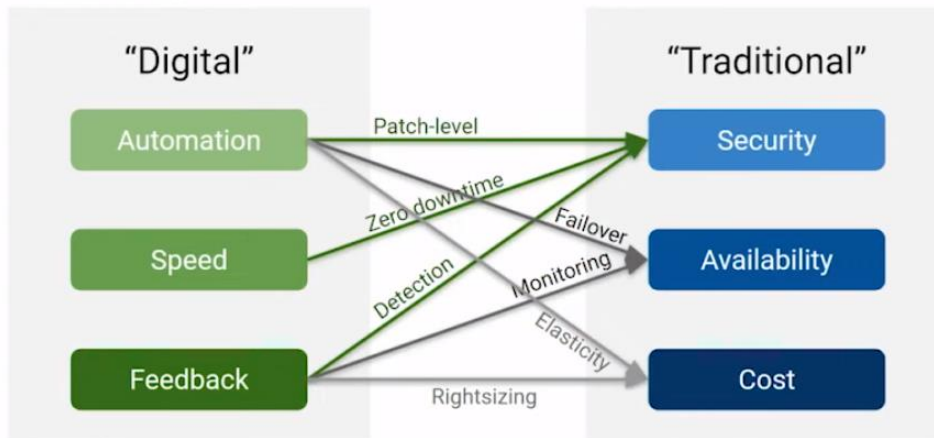 “Digital”
“Traditional”
Automation
Patch-level
Security
Zero downtime
Failover
Speed
Availability
Detection
Monitoring
Elasticity
Feedback
Rightsizing
Cost